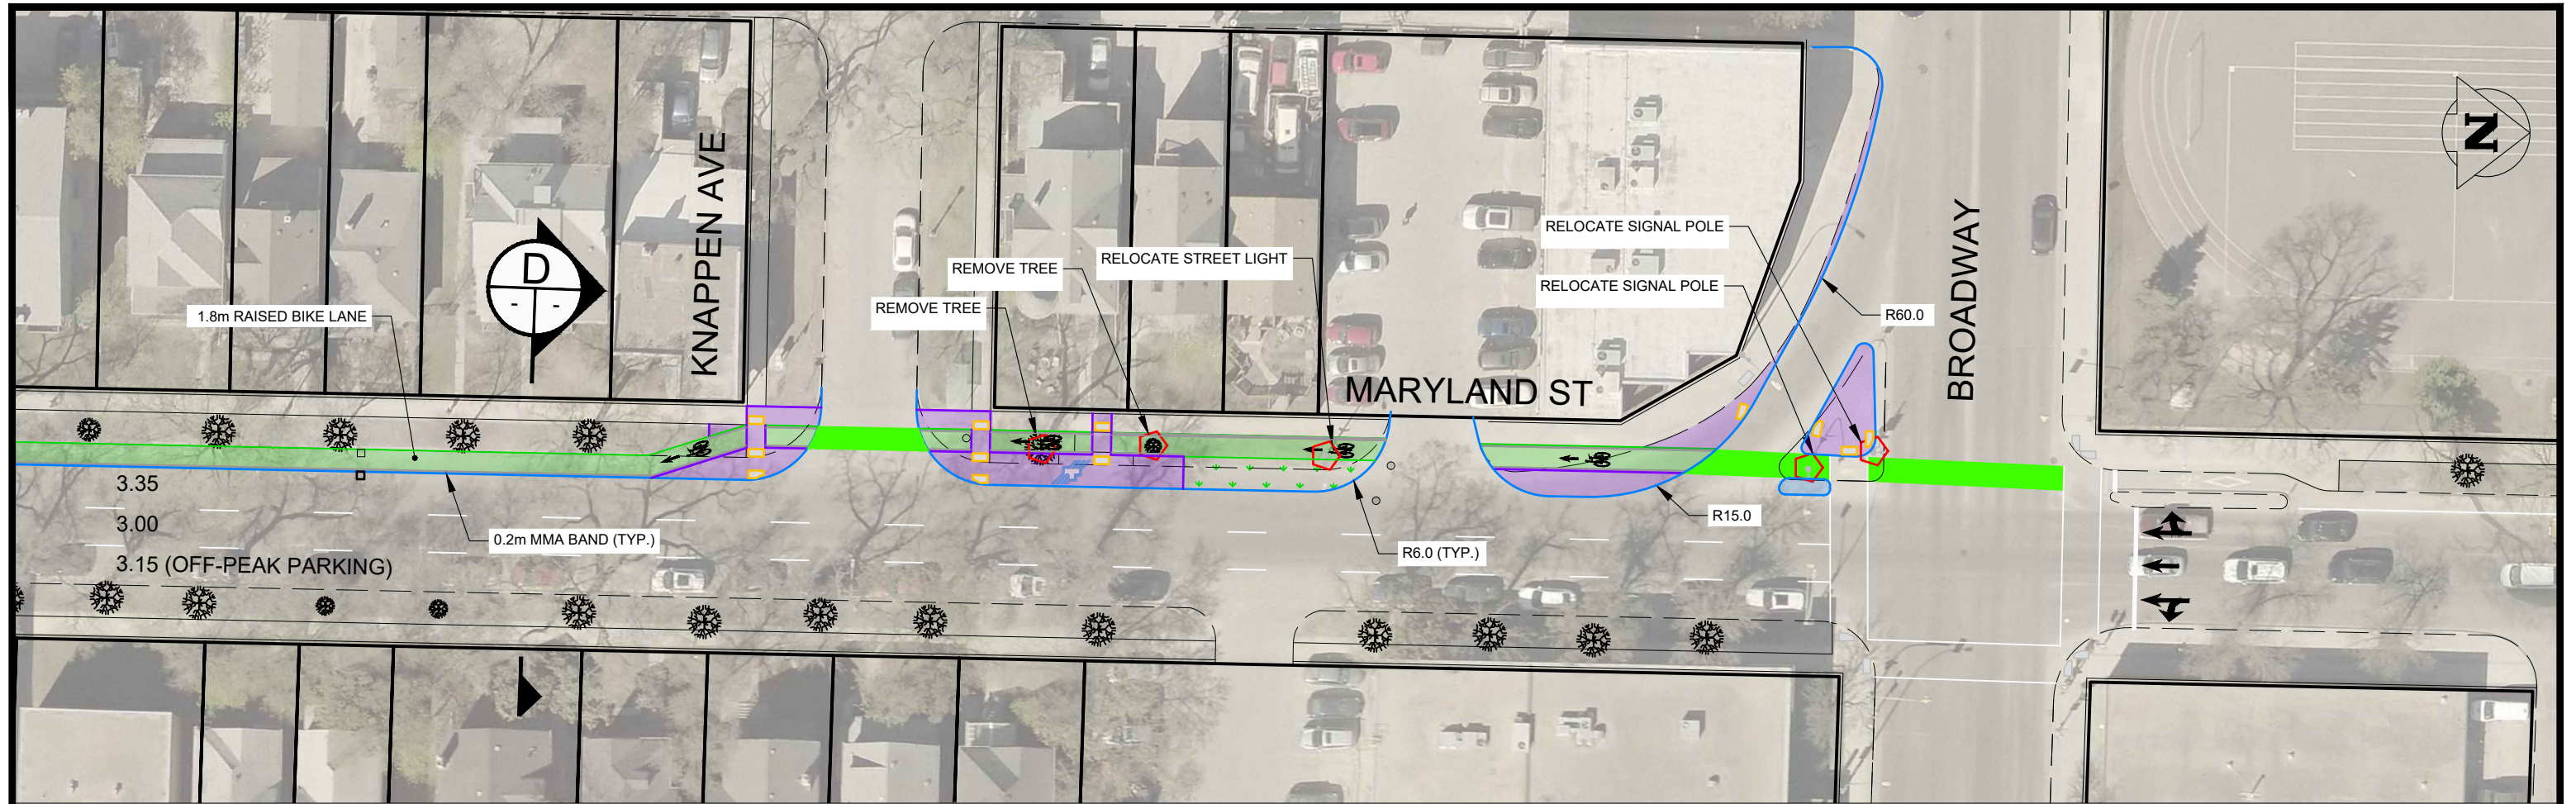 N
KNAPPEN AVE
BROADWAY
RELOCATE SIGNAL POLE
D
- -
REMOVE TREE
RELOCATE STREET LIGHT
RELOCATE SIGNAL POLE
REMOVE TREE
1.8m RAISED BIKE LANE
R60.0
MARYLAND ST
3.35
3.00
3.15 (OFF-PEAK PARKING)
0.2m MMA BAND (TYP.)
R15.0
R6.0 (TYP.)